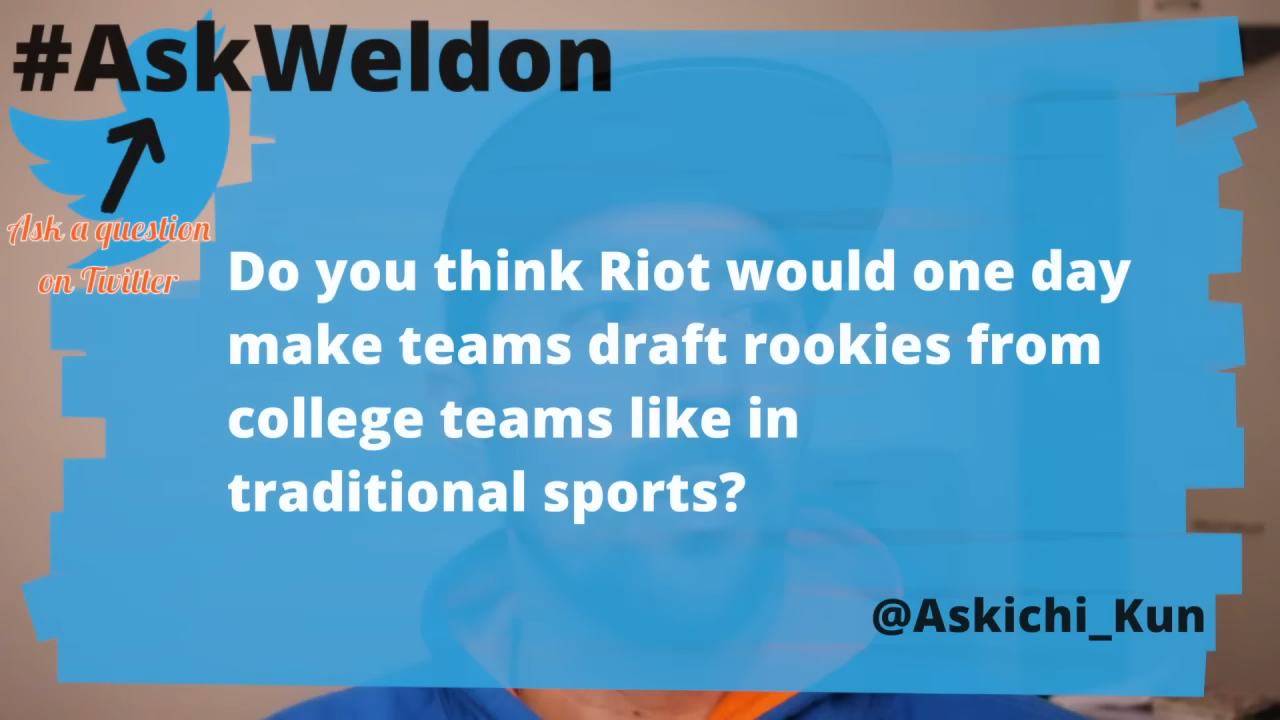 #AskWeldon
Ask a question
on Twitter
Do you think Riot would one day
make teams draft rookies from
college teams like in
traditional sports?
@Askichi_Kun